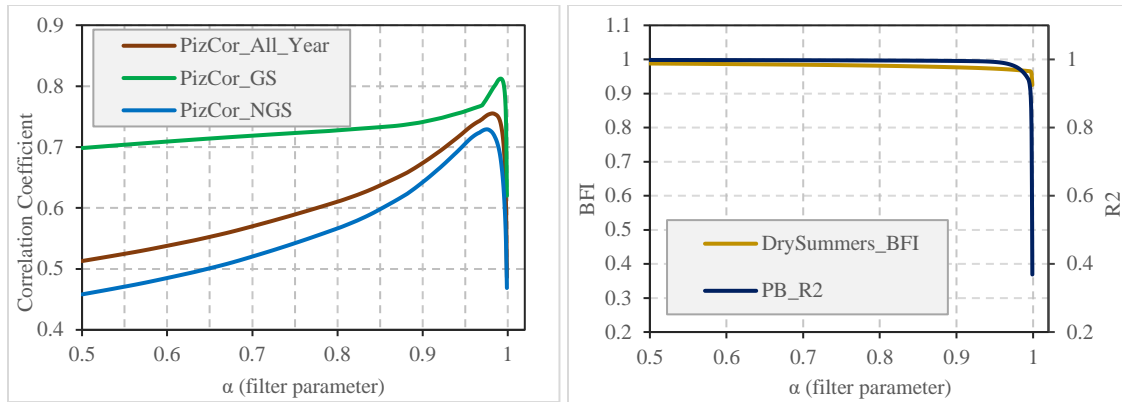 0.9
0.8
0.7
0.6
0.5
0.4
Correlation Coefficient
PizCor_All_Year
PizCor_GS
PizCor_NGS
0.5 0.6 0.7 0.8 0.9 1
α (filter parameter)
1.1
1
0.9
0.8
0.7
0.6
0.5
0.4
0.3
0.2
BFI
DrySummers_BFI
PB_R2
1
0.8
0.6
0.4
0.2
R2
0.5 0.6 0.7 0.8 0.9 1
α (filter parameter)